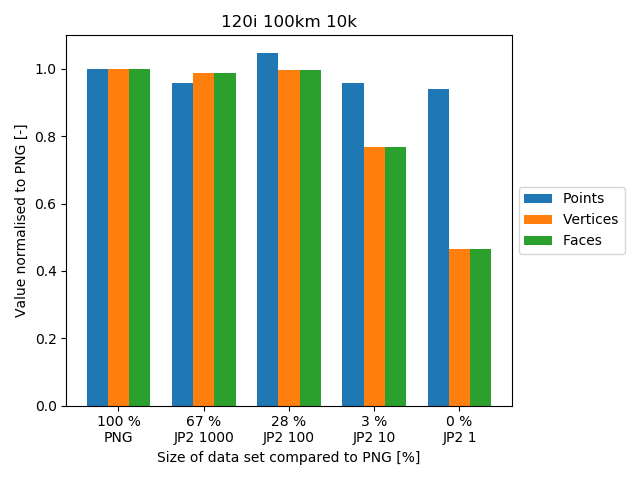 120i 100km 10k
Value normalised to PNG [-]
1.0
0.8
0.6
0.4
0.2
0.0
100 %
PNG
67 %
JP2 1000
28 %
JP2 100
3 %
JP2 10
0 %
JP2 1
Size of data set compared to PNG [%]
Points
Vertices
Faces